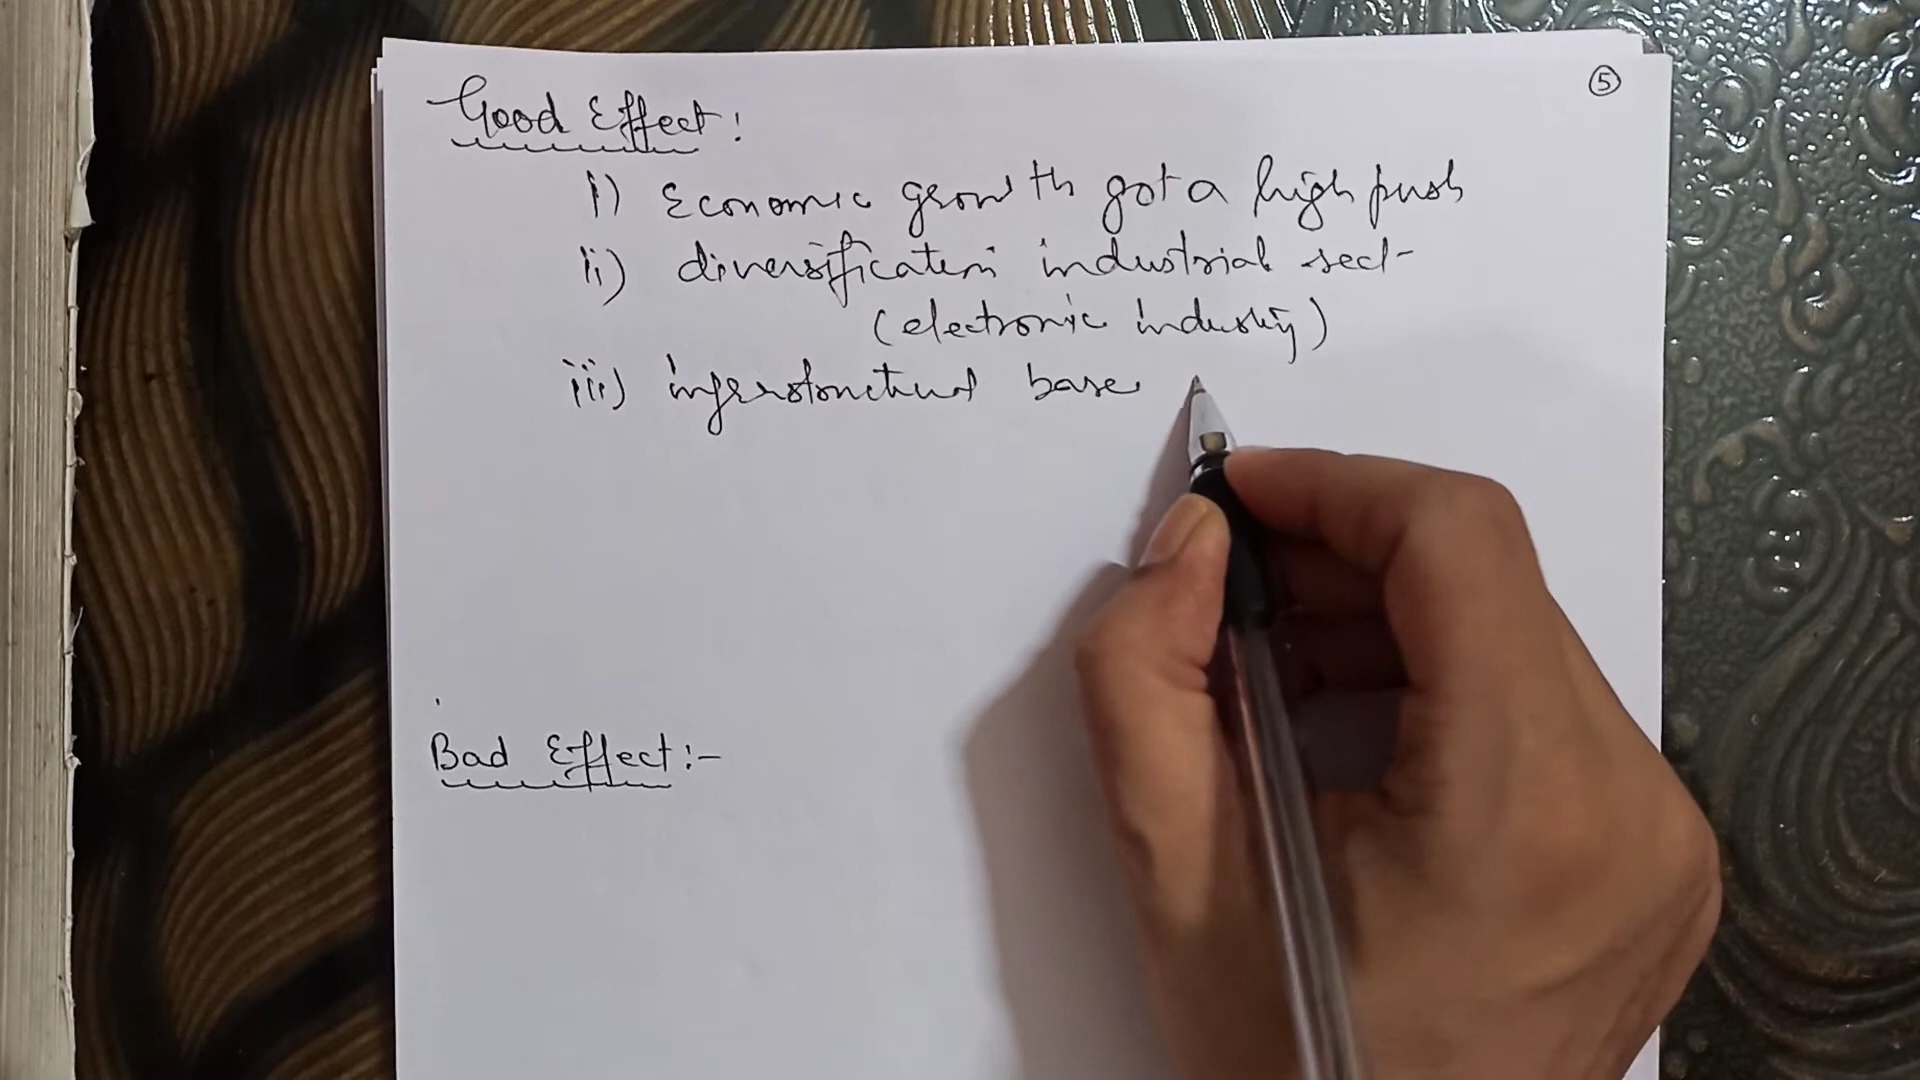 5
Good Effect:
i) Economic growth got a high push
ii) diversification industrial sect-
(electronic industry)
iii) infrastructural base
Bad Effect:-